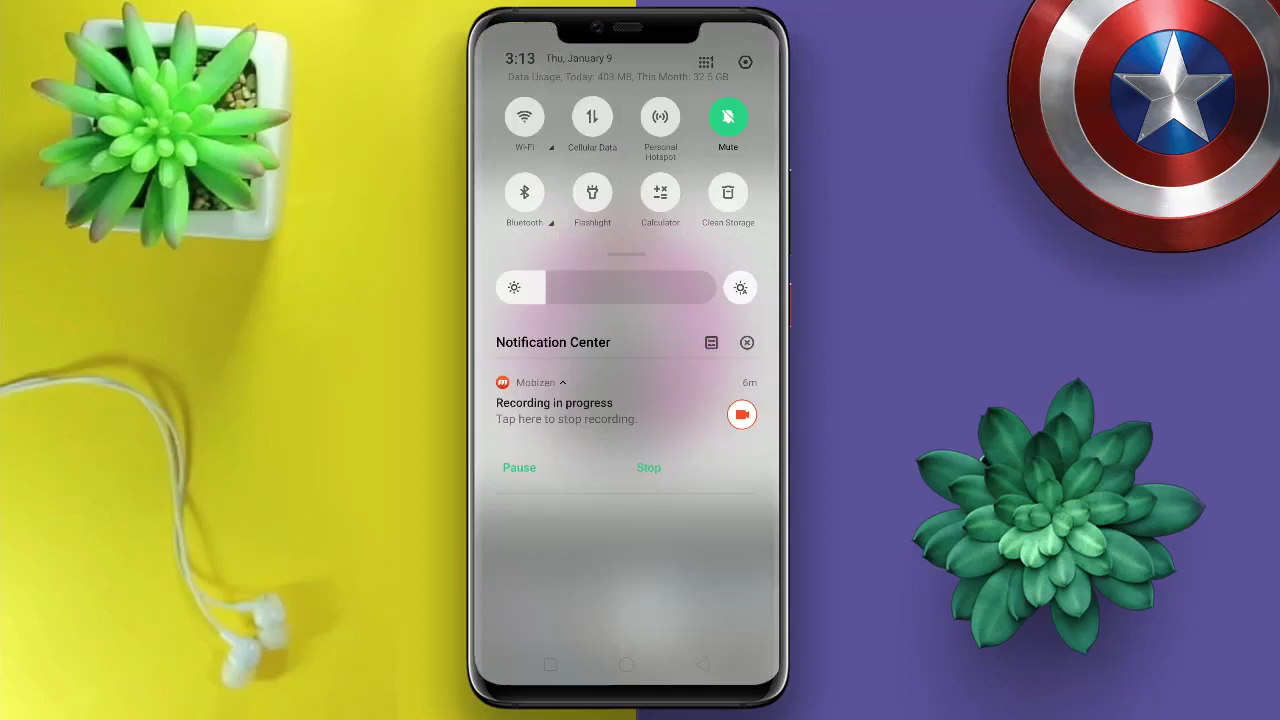 3:13 Thu, January 9
Data Usage, Today: 403 MB, This Month: 32.5 GB
Wi-Fi Cellular Data Personal Hotspot Mute
Bluetooth Flashlight Calculator Clean Storage
Notification Center
Mobizen 6m
Recording in progress
Tap here to stop recording.
Pause Stop